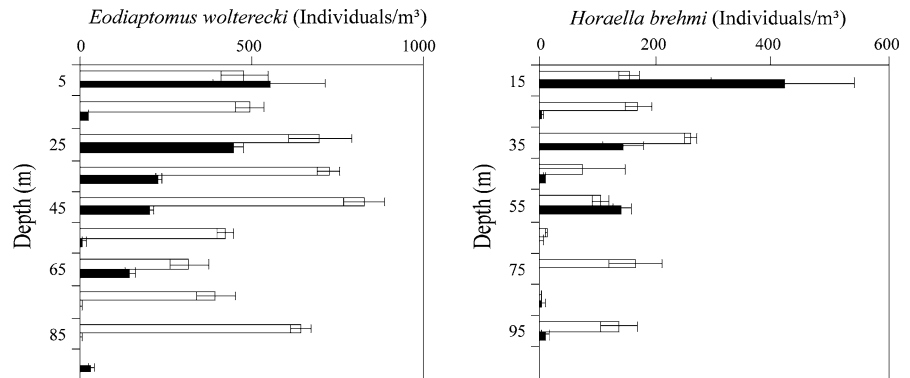 Eodiaptomus wolterecki (Individuals/m³)
0 500 1000
5
25
45
65
85
Depth (m)
Horaella brehmi (Individuals/m³)
0 200 400 600
15
35
55
75
95
Depth (m)